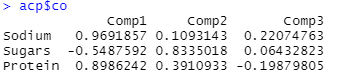 > acp$co
Comp1 Comp2 Comp3
Sodium 0.9691857 0.1093143 0.22074763
Sugars -0.5487592 0.8335018 0.06432823
Protein 0.8986242 0.3910933 -0.19879805